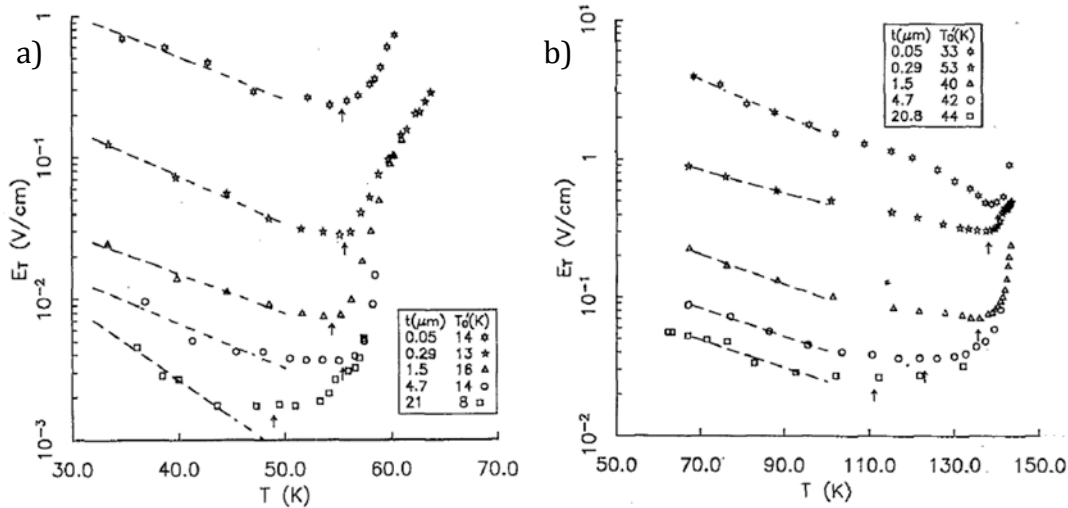 a)
E_T (V/cm)
1
10⁻¹
10⁻²
10⁻³
t(μm) T₀'(K)
0.05 14
0.29 13
1.5 16
4.7 14
21 8
30.0 40.0 50.0 60.0 70.0
T (K)
b)
E_T (V/cm)
10¹
1
10⁻¹
10⁻²
t(μm) T₀'(K)
0.05 33
0.29 53
1.5 40
4.7 42
20.8 44
50.0 70.0 90.0 110.0 130.0 150.0
T (K)